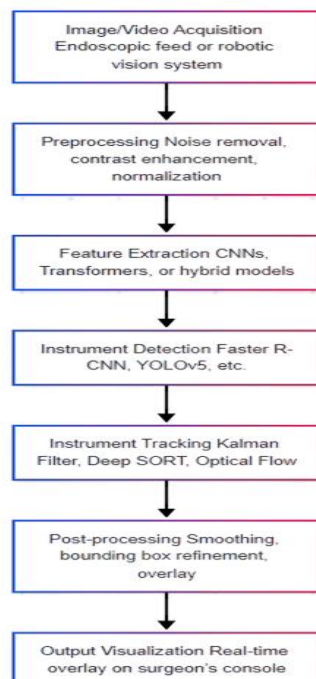 Image/Video Acquisition
Endoscopic feed or robotic
vision system
Preprocessing Noise removal,
contrast enhancement,
normalization
Feature Extraction CNNs,
Transformers, or hybrid models
Instrument Detection Faster R-
CNN, YOLOv5, etc.
Instrument Tracking Kalman
Filter, Deep SORT, Optical Flow
Post-processing Smoothing,
bounding box refinement,
overlay
Output Visualization Real-time
overlay on surgeon's console